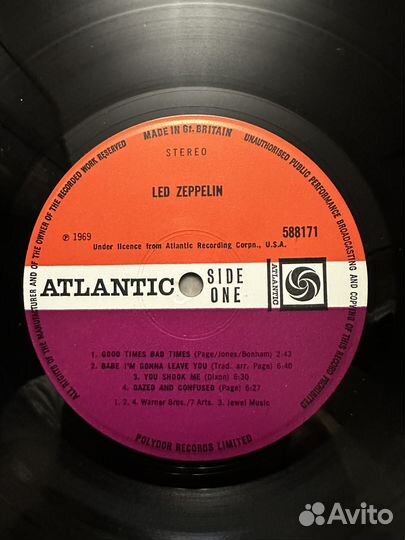 ALL RIGHTS OF THE MANUFACTURER AND OF THE OWNER OF THE RECORDED WORK RESERVED
MADE IN Gt. BRITAIN
UNAUTHORISED PUBLIC PERFORMANCE BROADCASTING AND COPYING OF THIS RECORD PROHIBITED
STEREO
LED ZEPPELIN
℗ 1969
588171
Under licence from Atlantic Recording Corpn., U.S.A.
ATLANTIC
SIDE
ONE
ATLANTIC
1. GOOD TIMES BAD TIMES (Page/Jones/Bonham) 2:43
2. BABE I'M GONNA LEAVE YOU (Trad. arr. Page) 6:40
3. YOU SHOOK ME (Dixon) 6:30
4. DAZED AND CONFUSED (Page) 6:27
1. 2. 4. Warner Bros./7 Arts. 3. Jewel Music
POLYDOR RECORDS LIMITED
Avito